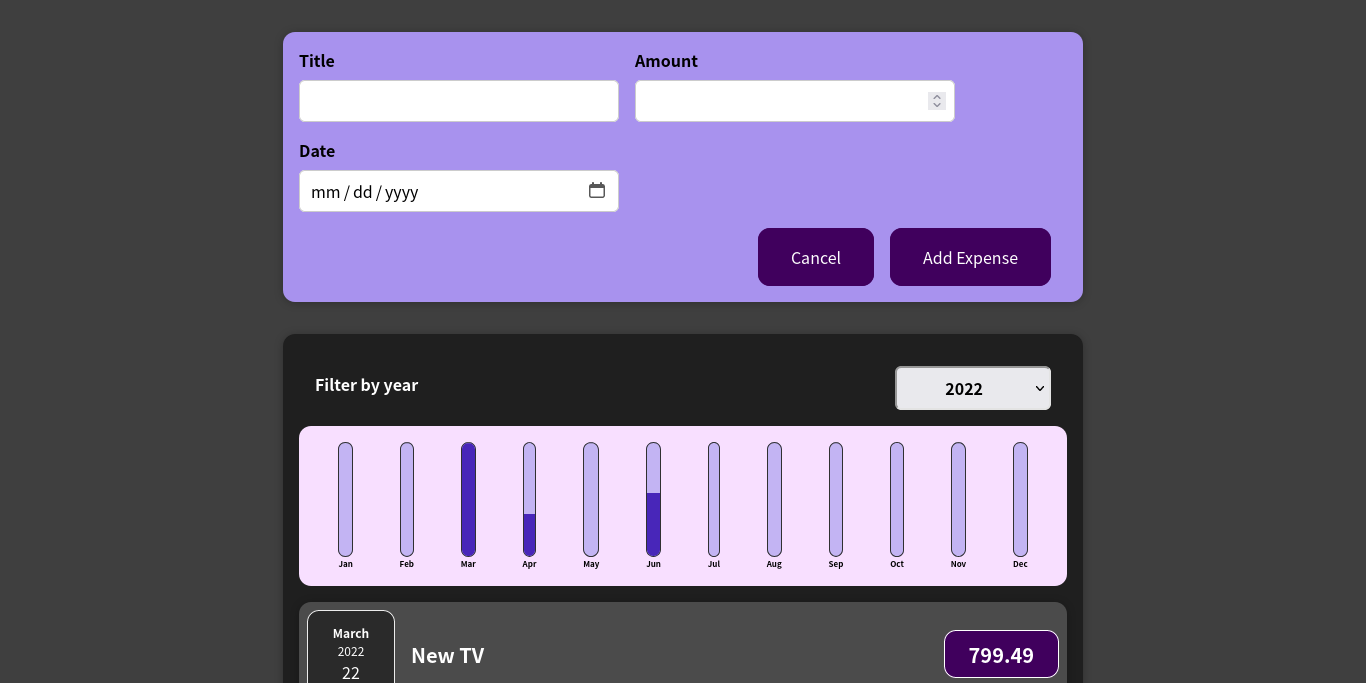 Title Amount
Date
mm / dd / yyyy
Cancel Add Expense
Filter by year 2022
Jan Feb Mar Apr May Jun Jul Aug Sep Oct Nov Dec
March
2022
22
New TV
799.49